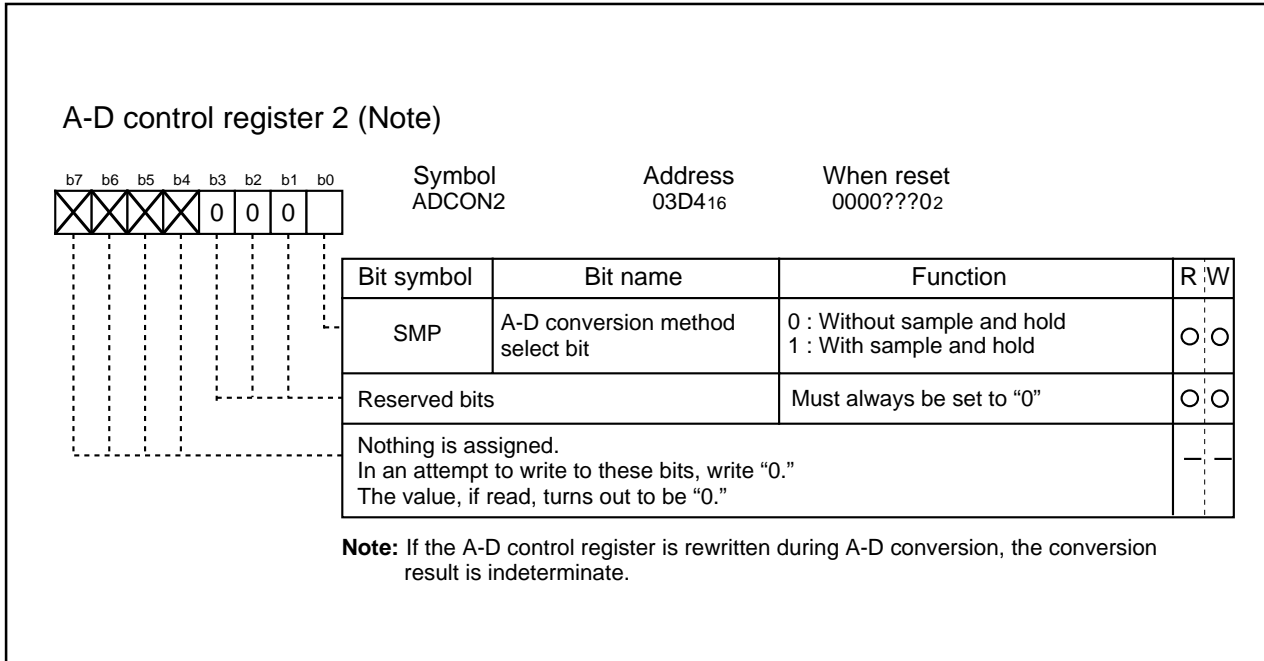 A-D control register 2 (Note)
b7 b6 b5 b4 b3 b2 b1 b0
0 0 0
Symbol Address When reset
ADCON2 03D416 0000???02
Bit symbol Bit name Function R W
SMP A-D conversion method select bit 0 : Without sample and hold
1 : With sample and hold
Reserved bits Must always be set to “0”
Nothing is assigned.
In an attempt to write to these bits, write “0.”
The value, if read, turns out to be “0.”
Note: If the A-D control register is rewritten during A-D conversion, the conversion
result is indeterminate.